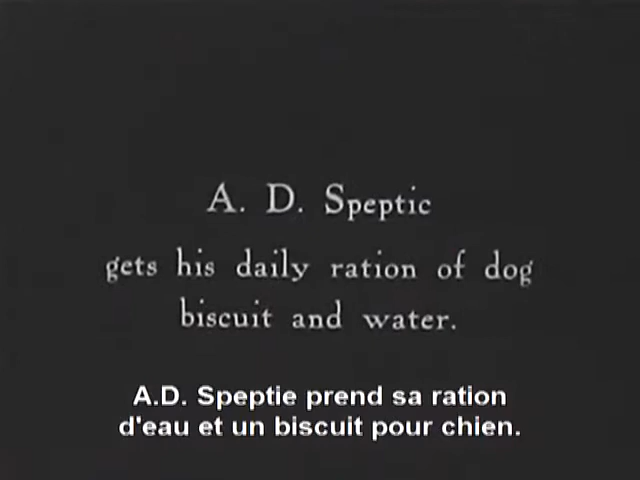 A. D. Speptic
gets his daily ration of dog
biscuit and water.
A.D. Speptie prend sa ration
d'eau et un biscuit pour chien.